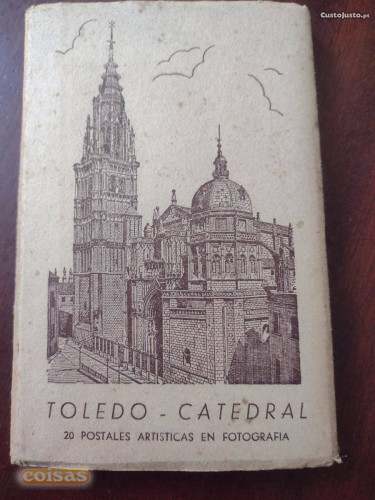 CustoJusto.pt
TOLEDO - CATEDRAL
20 POSTALES ARTISTICAS EN FOTOGRAFIA
coisas